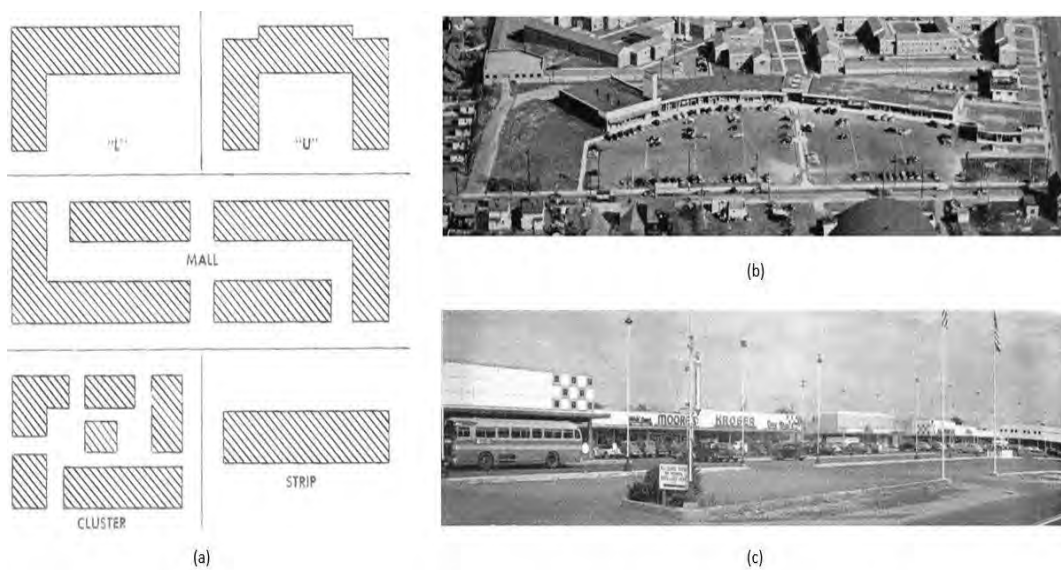 "L"
"U"
MALL
CLUSTER
STRIP
(a)
(b)
MOORE'S KROGER
(c)